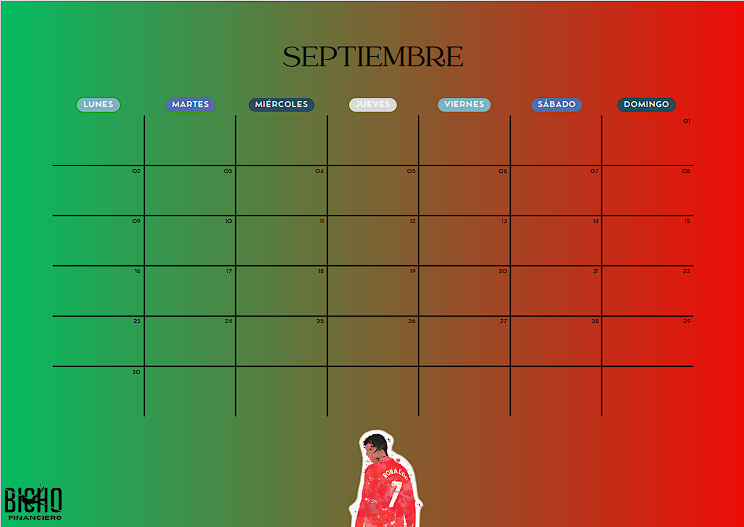 SEPTIEMBRE
LUNES MARTES MIÉRCOLES JUEVES VIERNES SÁBADO DOMINGO
01
02 03 04 05 06 07 08
09 10 11 12 13 14 15
16 17 18 19 20 21 22
23 24 25 26 27 28 29
30
RONALDO
7
BICHO
FINANCIERO